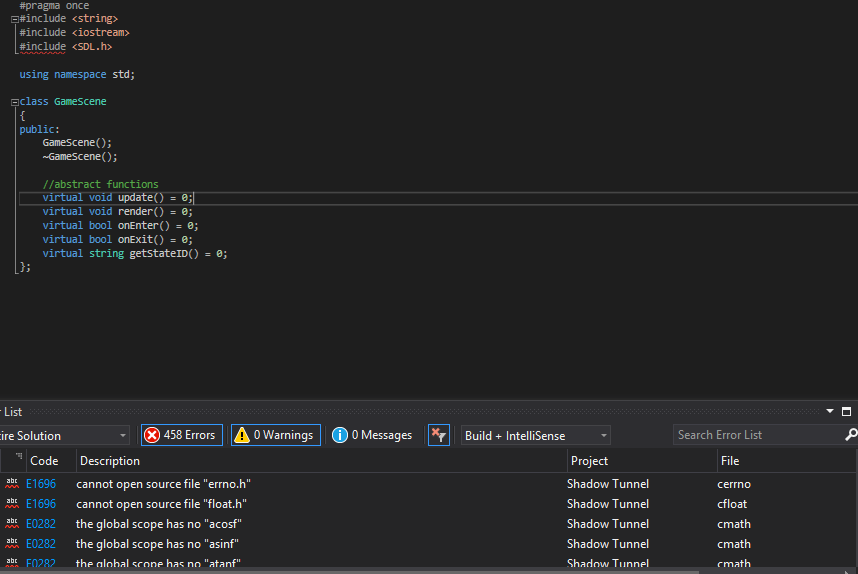 #pragma once
#include <string>
#include <iostream>
#include <SDL.h>
using namespace std;
class GameScene
{
public:
GameScene();
~GameScene();
//abstract functions
virtual void update() = 0;
virtual void render() = 0;
virtual bool onEnter() = 0;
virtual bool onExit() = 0;
virtual string getStateID() = 0;
};
List
Solution 458 Errors 0 Warnings 0 Messages Build + IntelliSense Search Error List
Code Description Project File
abc E1696 cannot open source file "errno.h" Shadow Tunnel cerrno
abc E1696 cannot open source file "float.h" Shadow Tunnel cfloat
abc E0282 the global scope has no "acosf" Shadow Tunnel cmath
abc E0282 the global scope has no "asinf" Shadow Tunnel cmath
abc E0282 the global scope has no "atanf" Shadow Tunnel cmath